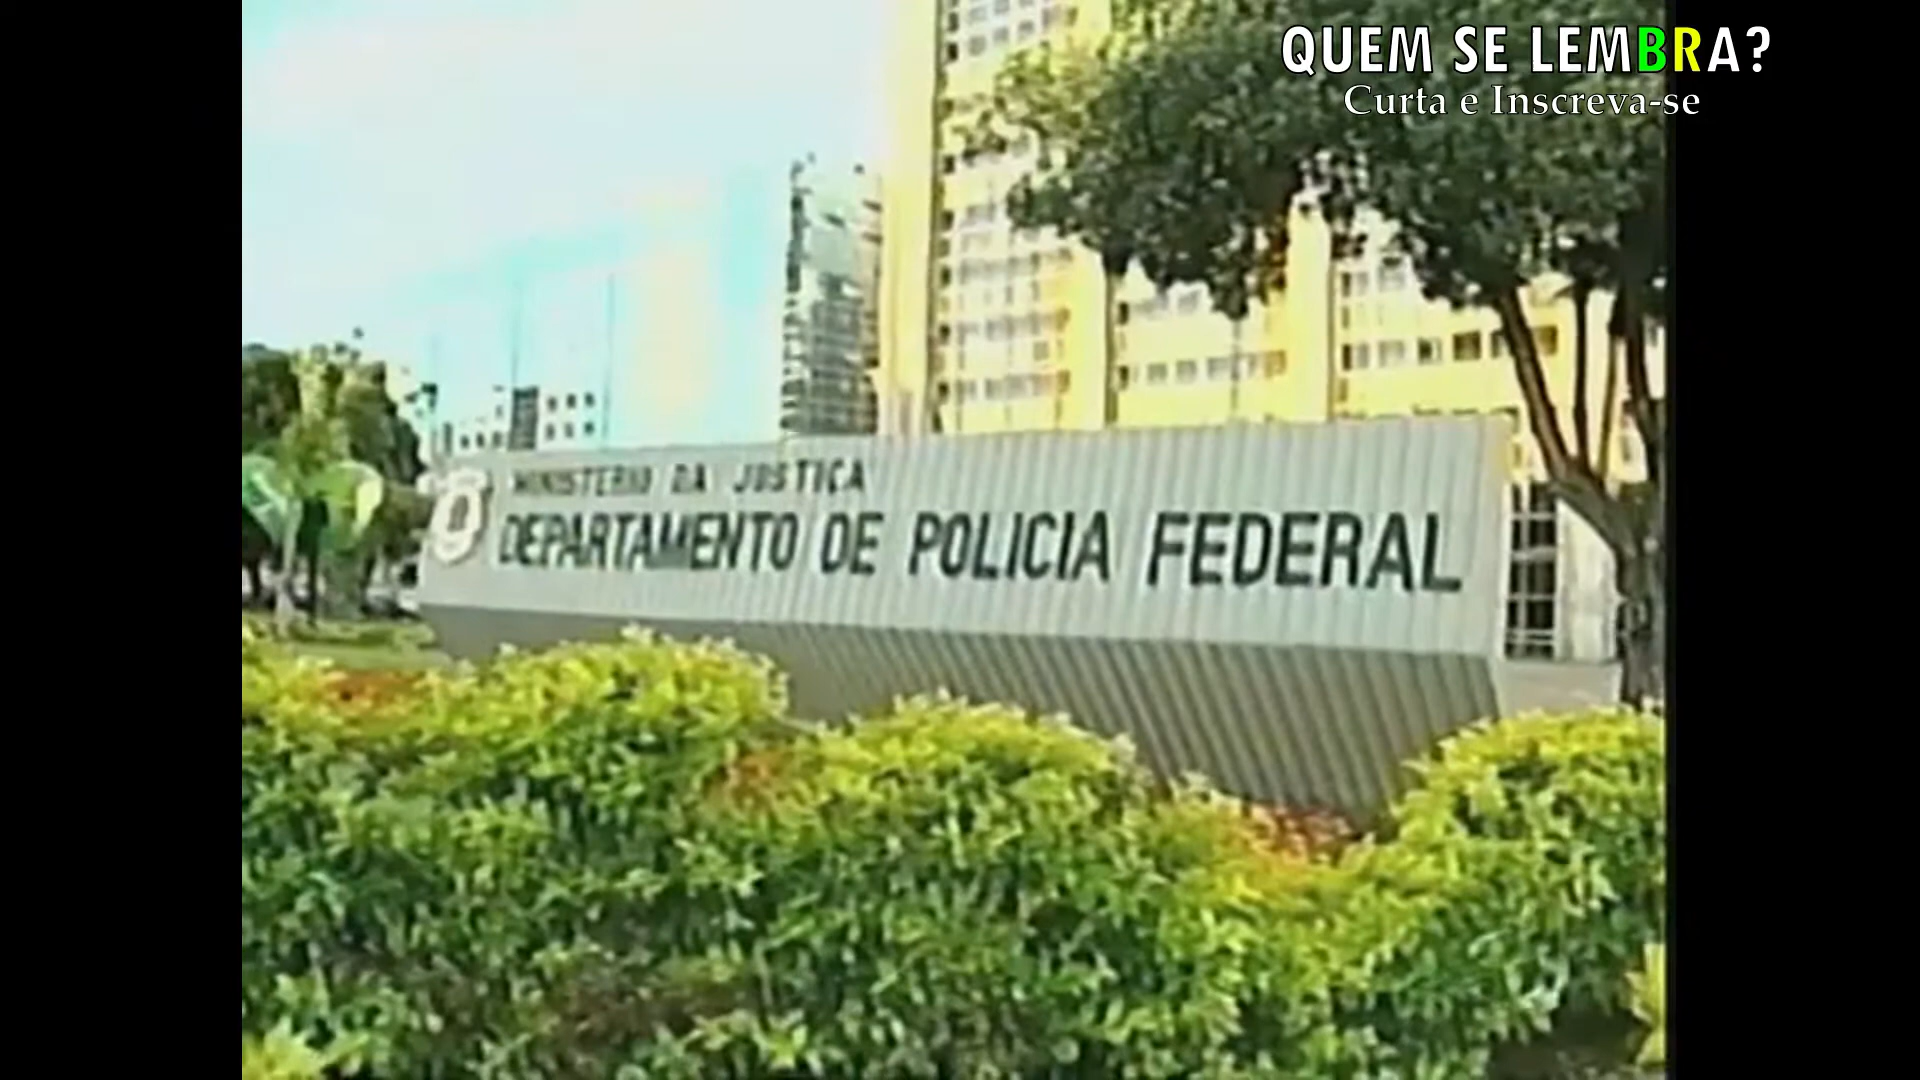 QUEM SE LEMBRA?
Curta e Inscreva-se
MINISTERIO DA JUSTIÇA
DEPARTAMENTO DE POLICIA FEDERAL